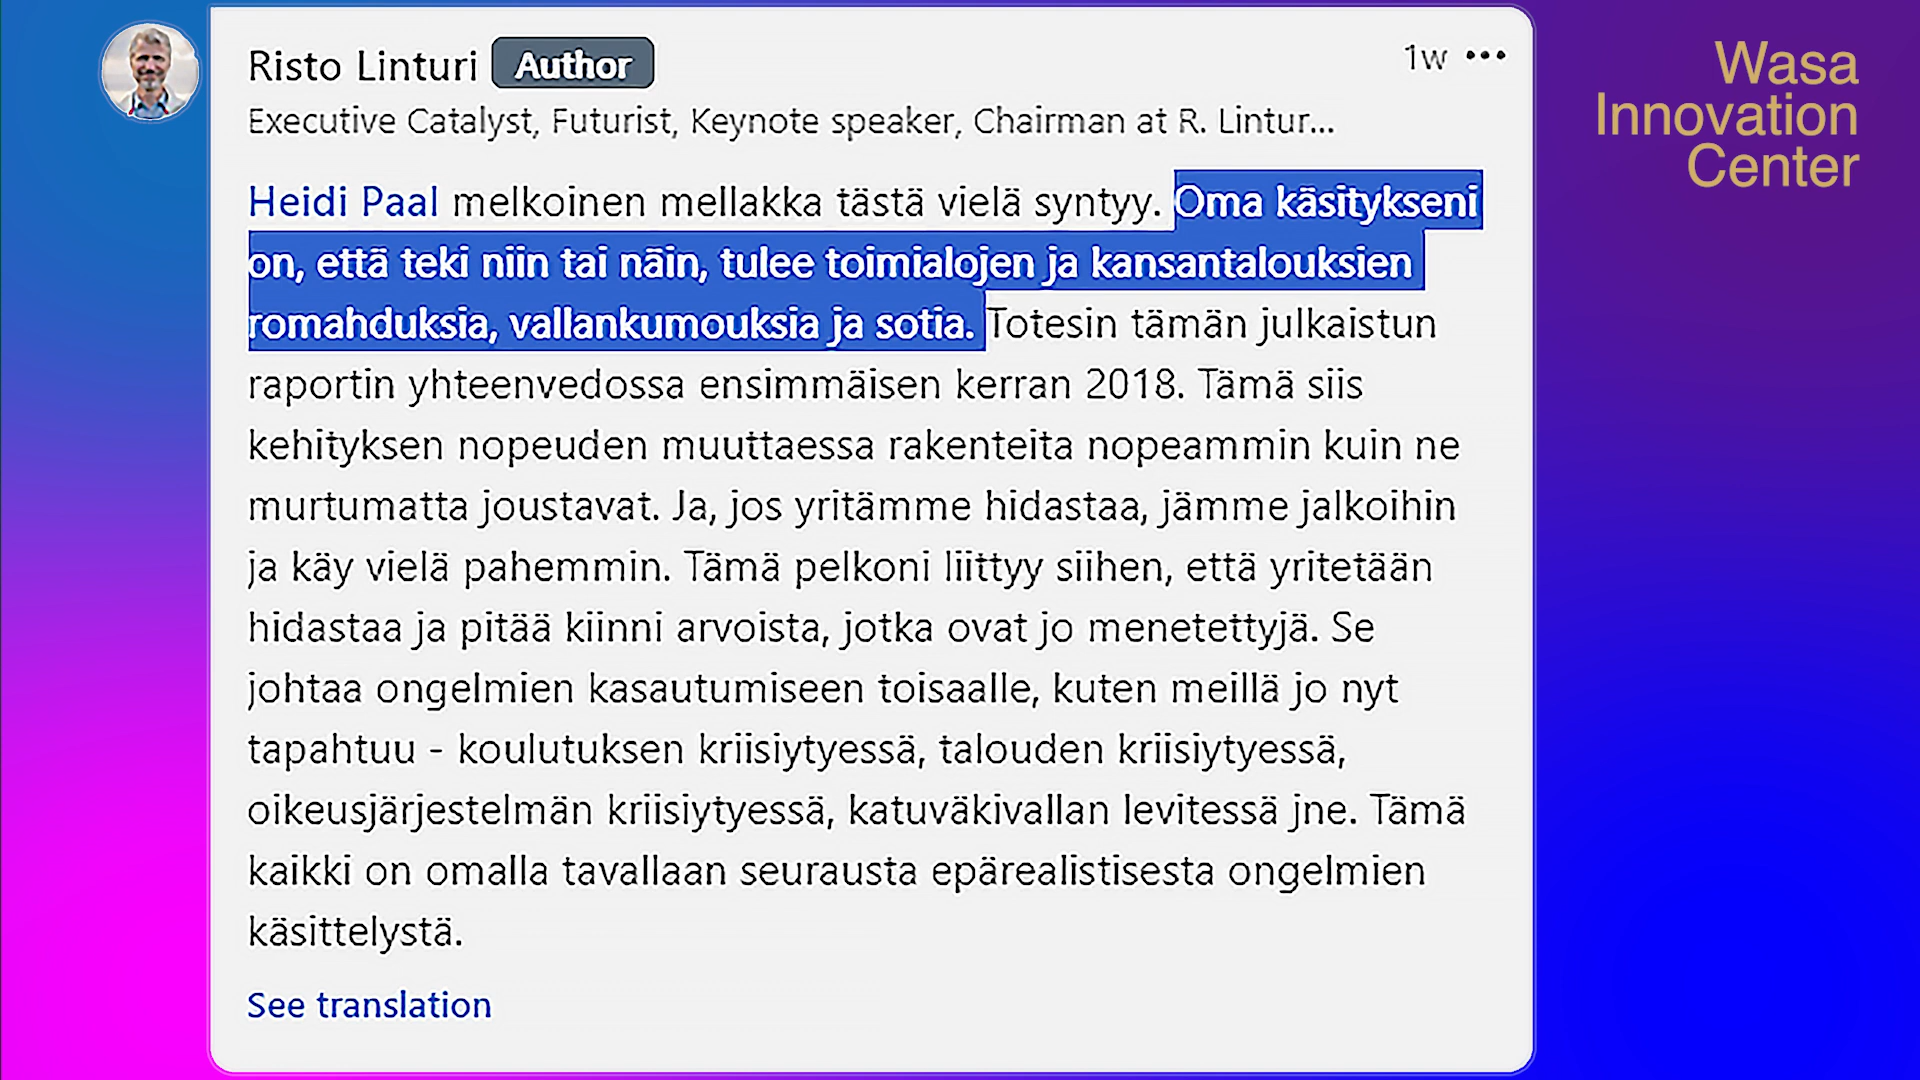 Risto Linturi Author
1w •••
Executive Catalyst, Futurist, Keynote speaker, Chairman at R. Lintur...
Heidi Paal melkoinen mellakka tästä vielä syntyy. Oma käsitykseni
on, että teki niin tai näin, tulee toimialojen ja kansantalouksien
romahduksia, vallankumouksia ja sotia. Totesin tämän julkaistun
raportin yhteenvedossa ensimmäisen kerran 2018. Tämä siis
kehityksen nopeuden muuttaessa rakenteita nopeammin kuin ne
murtumatta joustavat. Ja, jos yritämme hidastaa, jämme jalkoihin
ja käy vielä pahemmin. Tämä pelkoni liittyy siihen, että yritetään
hidastaa ja pitää kiinni arvoista, jotka ovat jo menetettyjä. Se
johtaa ongelmien kasautumiseen toisaalle, kuten meillä jo nyt
tapahtuu - koulutuksen kriisiytyessä, talouden kriisiytyessä,
oikeusjärjestelmän kriisiytyessä, katuväkivallan levitessä jne. Tämä
kaikki on omalla tavallaan seurausta epärealistisesta ongelmien
käsittelystä.
See translation
Wasa
Innovation
Center